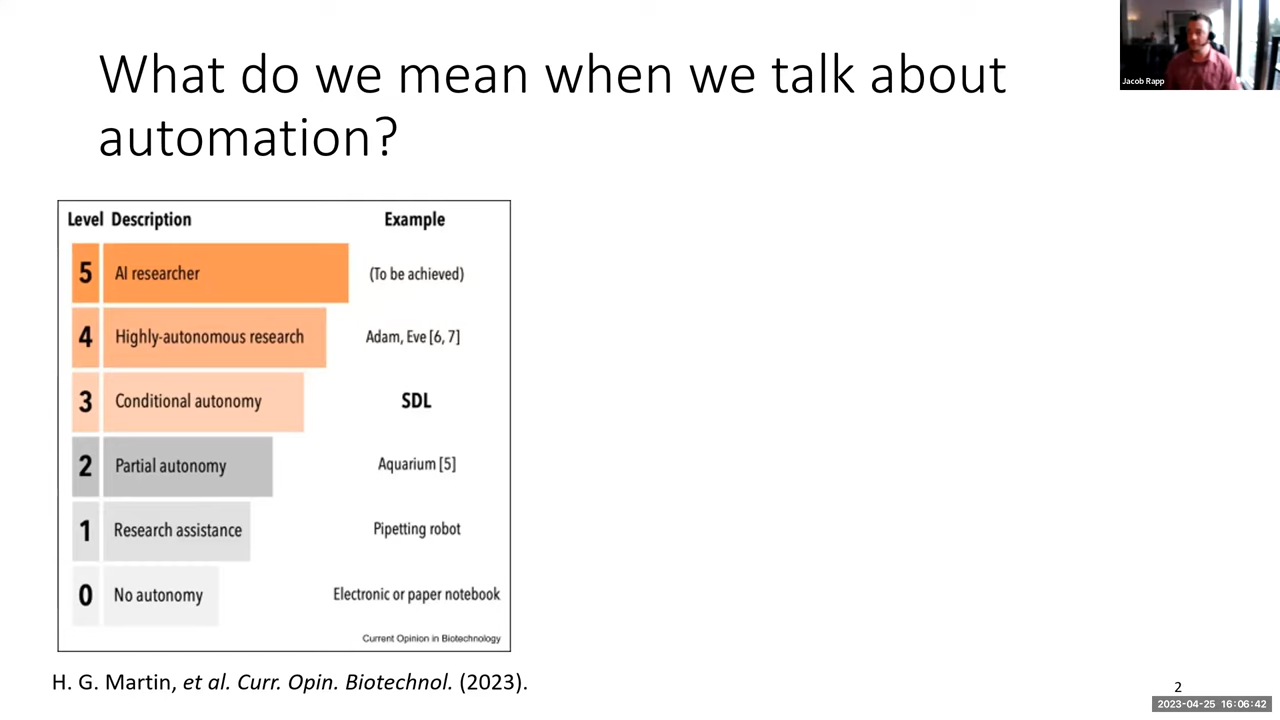 What do we mean when we talk about
automation?
Jacob Rapp
Level Description Example
5 AI researcher (To be achieved)
4 Highly-autonomous research Adam, Eve [6, 7]
3 Conditional autonomy SDL
2 Partial autonomy Aquarium [5]
1 Research assistance Pipetting robot
0 No autonomy Electronic or paper notebook
Current Opinion in Biotechnology
H. G. Martin, et al. Curr. Opin. Biotechnol. (2023).
2
2023-04-25 16:06:42